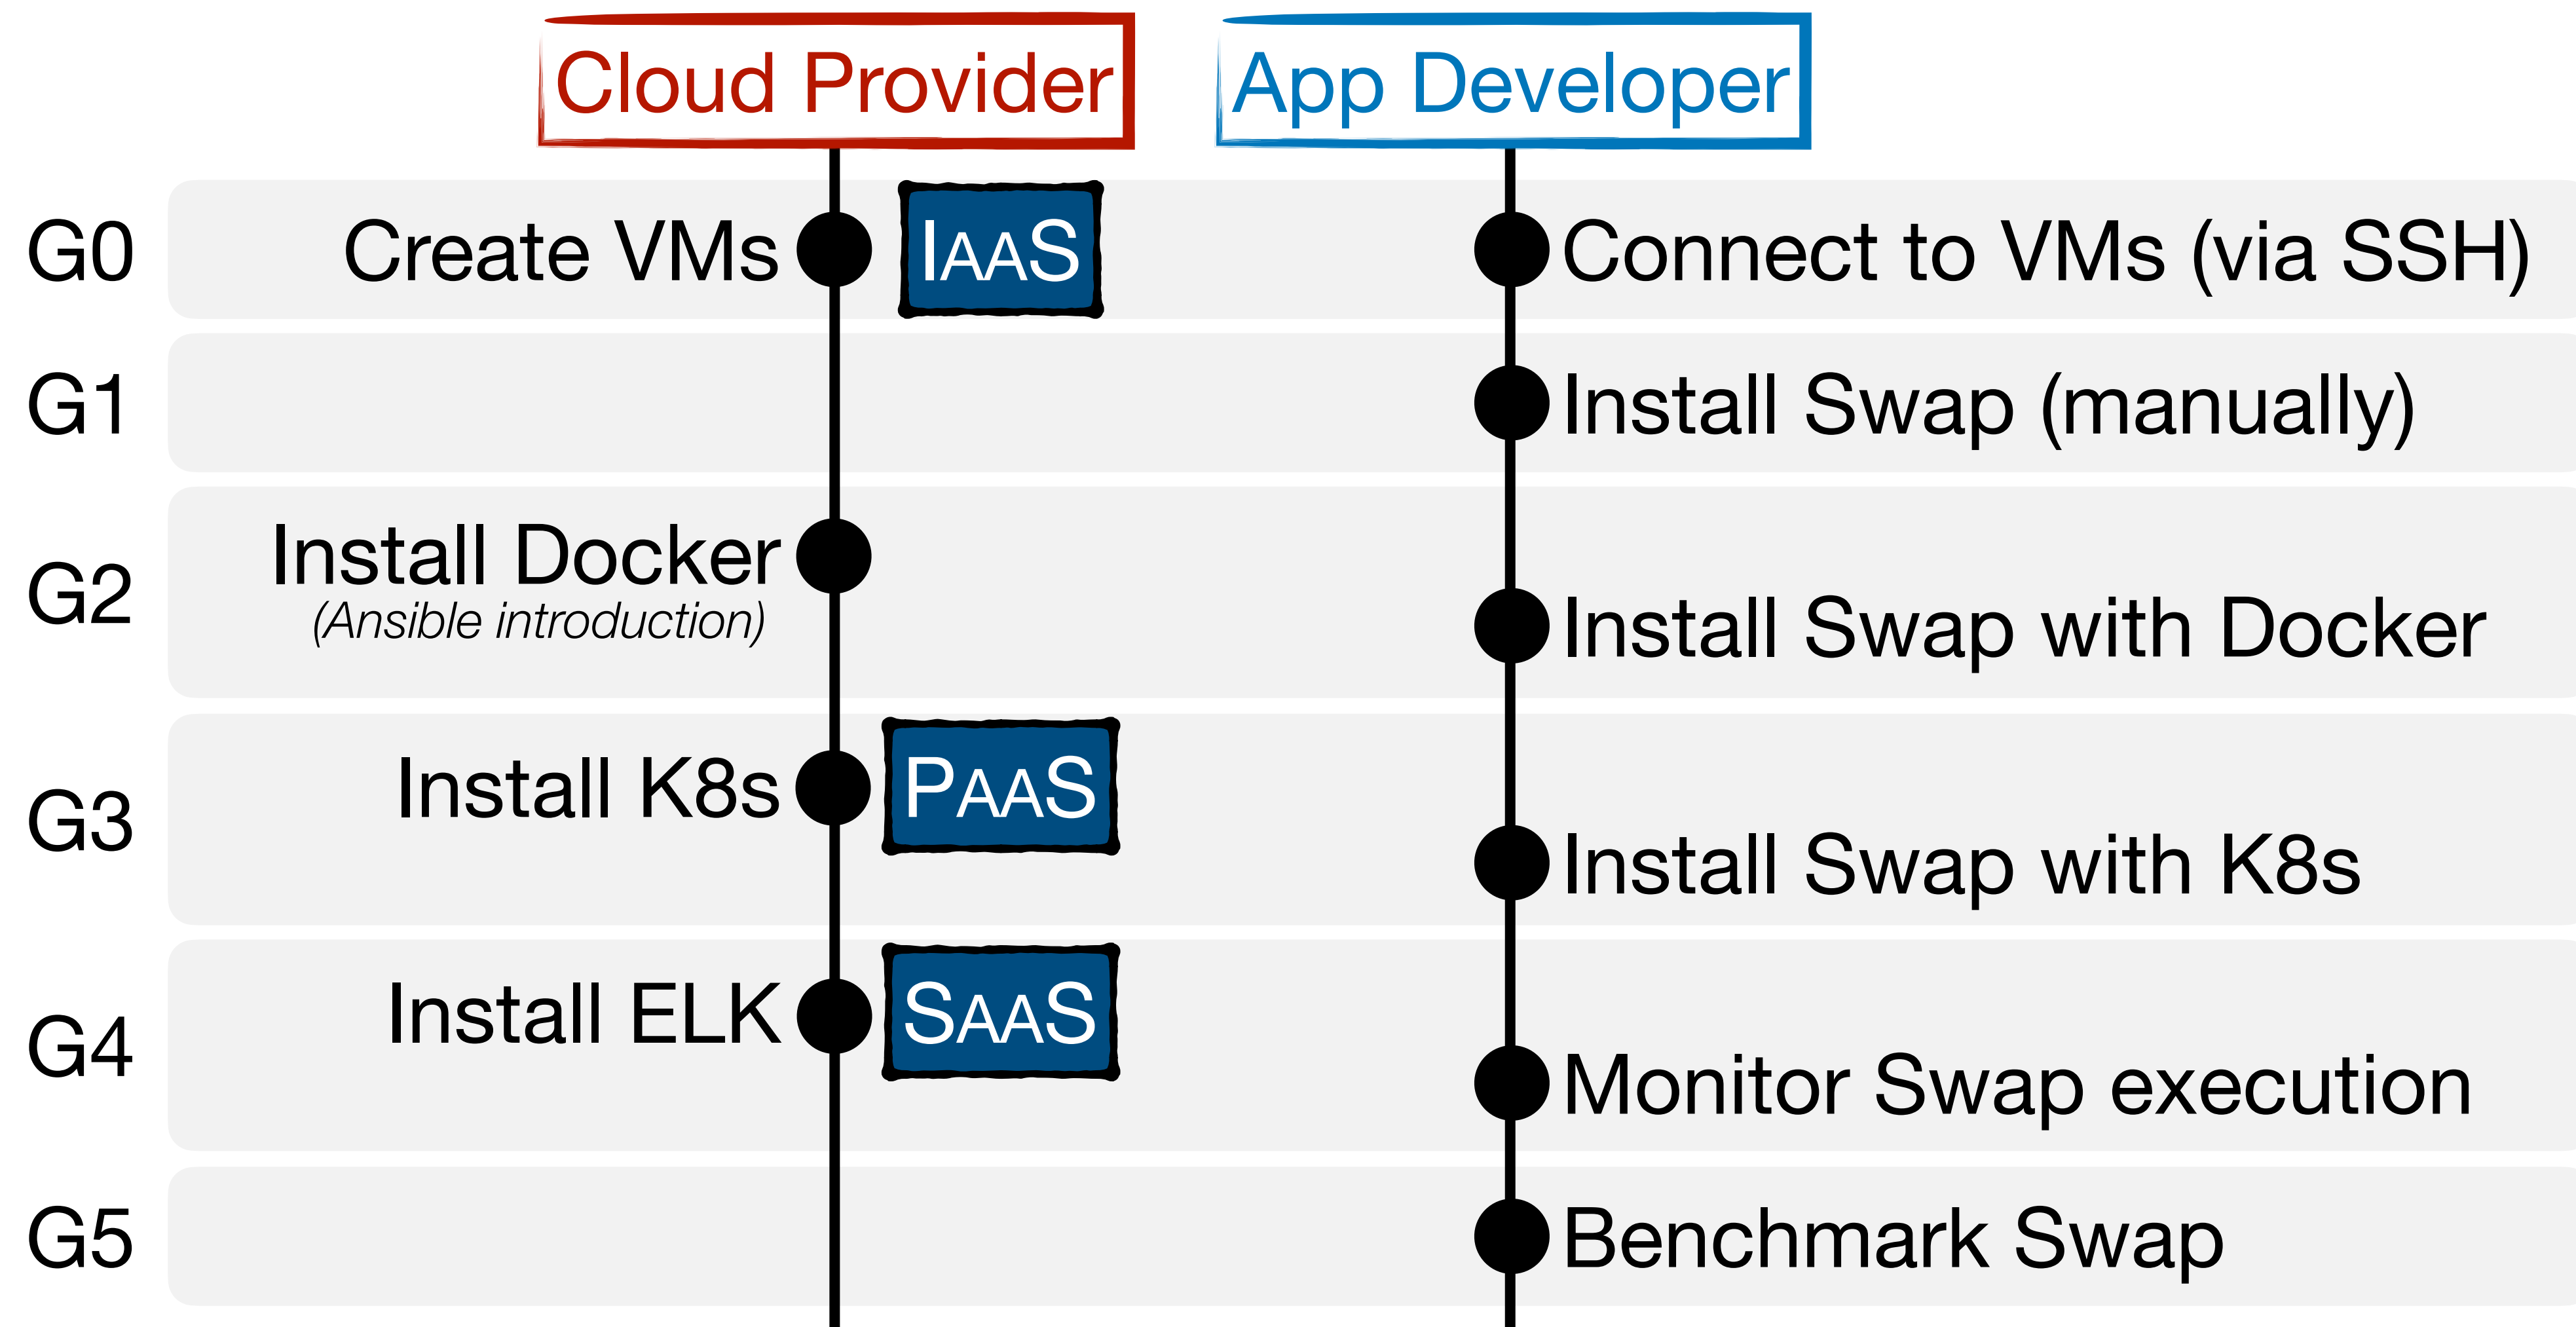 Cloud Provider
App Developer
G0
Create VMs
IAAS
Connect to VMs (via SSH)
G1
Install Swap (manually)
G2
Install Docker
(Ansible introduction)
Install Swap with Docker
G3
Install K8s
PAAS
Install Swap with K8s
G4
Install ELK
SAAS
Monitor Swap execution
G5
Benchmark Swap